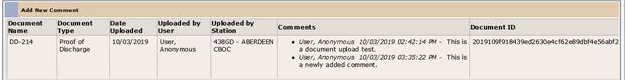 Add New Comment
Document Name Document Type Date Uploaded Uploaded by User Uploaded by Station Comments Document ID
DD-214 Proof of Discharge 10/03/2019 User, Anonymous 438GD - ABERDEEN CBOC
• User, Anonymous 10/03/2019 02:42:14 PM - This is a document upload test.
• User, Anonymous 10/03/2019 03:35:22 PM - This is a newly added comment.
2019109f918439ed2630e4cf62e89dbf4e56abf2